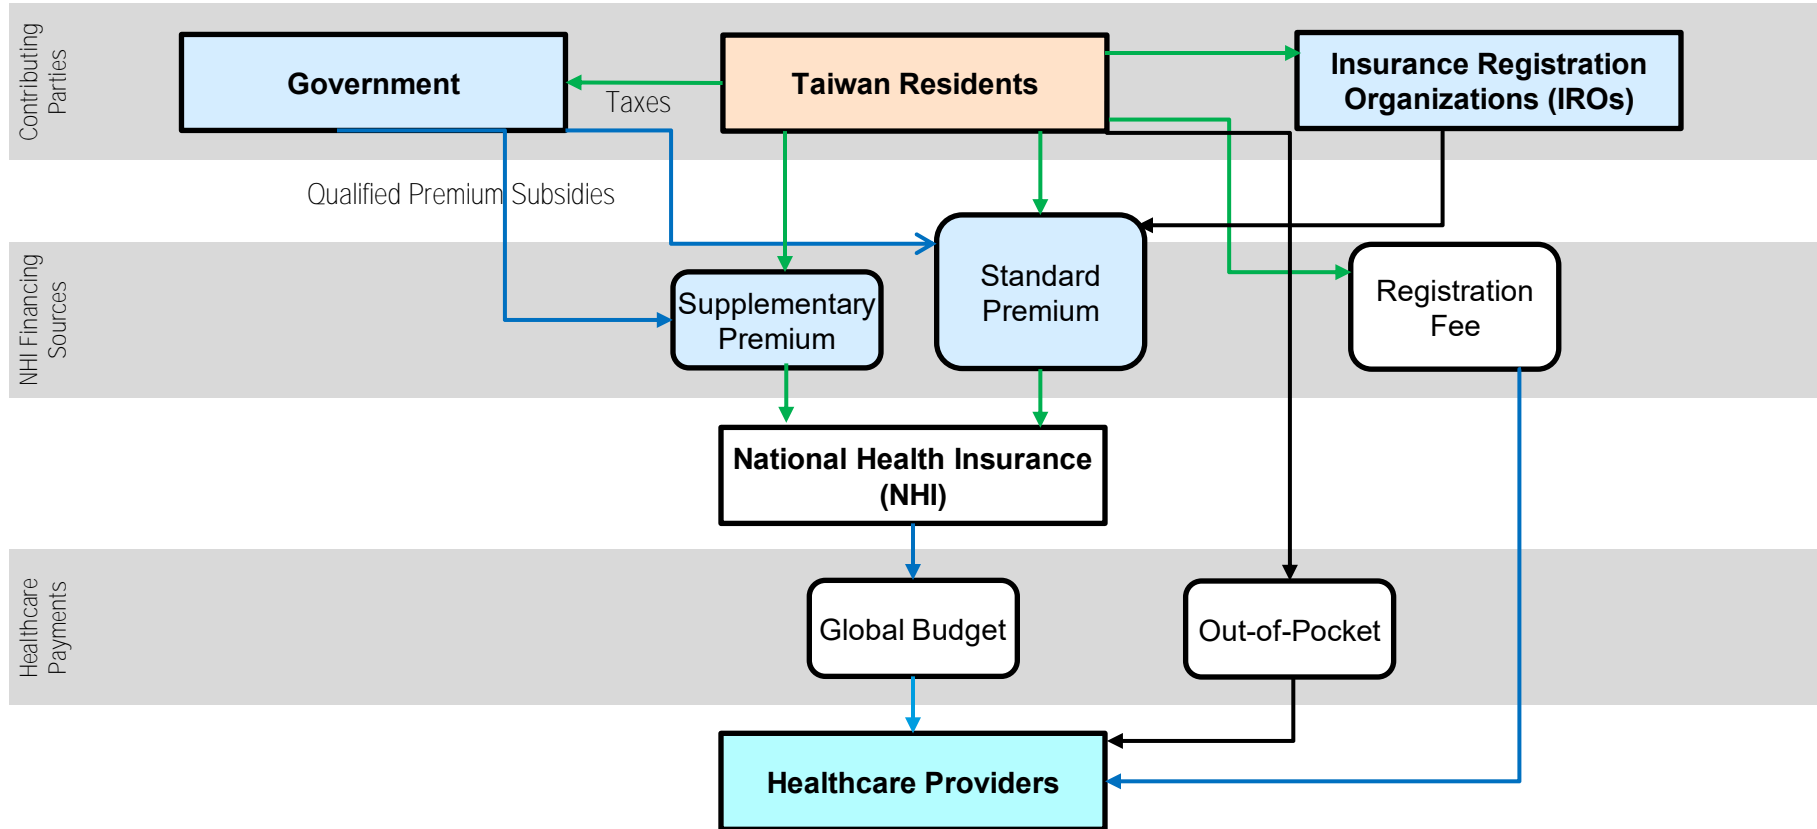 Contributing
Parties
Government
Taiwan Residents
Insurance Registration
Organizations (IROs)
Taxes
Qualified Premium Subsidies
NHI Financing
Sources
Supplementary
Premium
Standard
Premium
Registration
Fee
National Health Insurance
(NHI)
Healthcare
Payments
Global Budget
Out-of-Pocket
Healthcare Providers